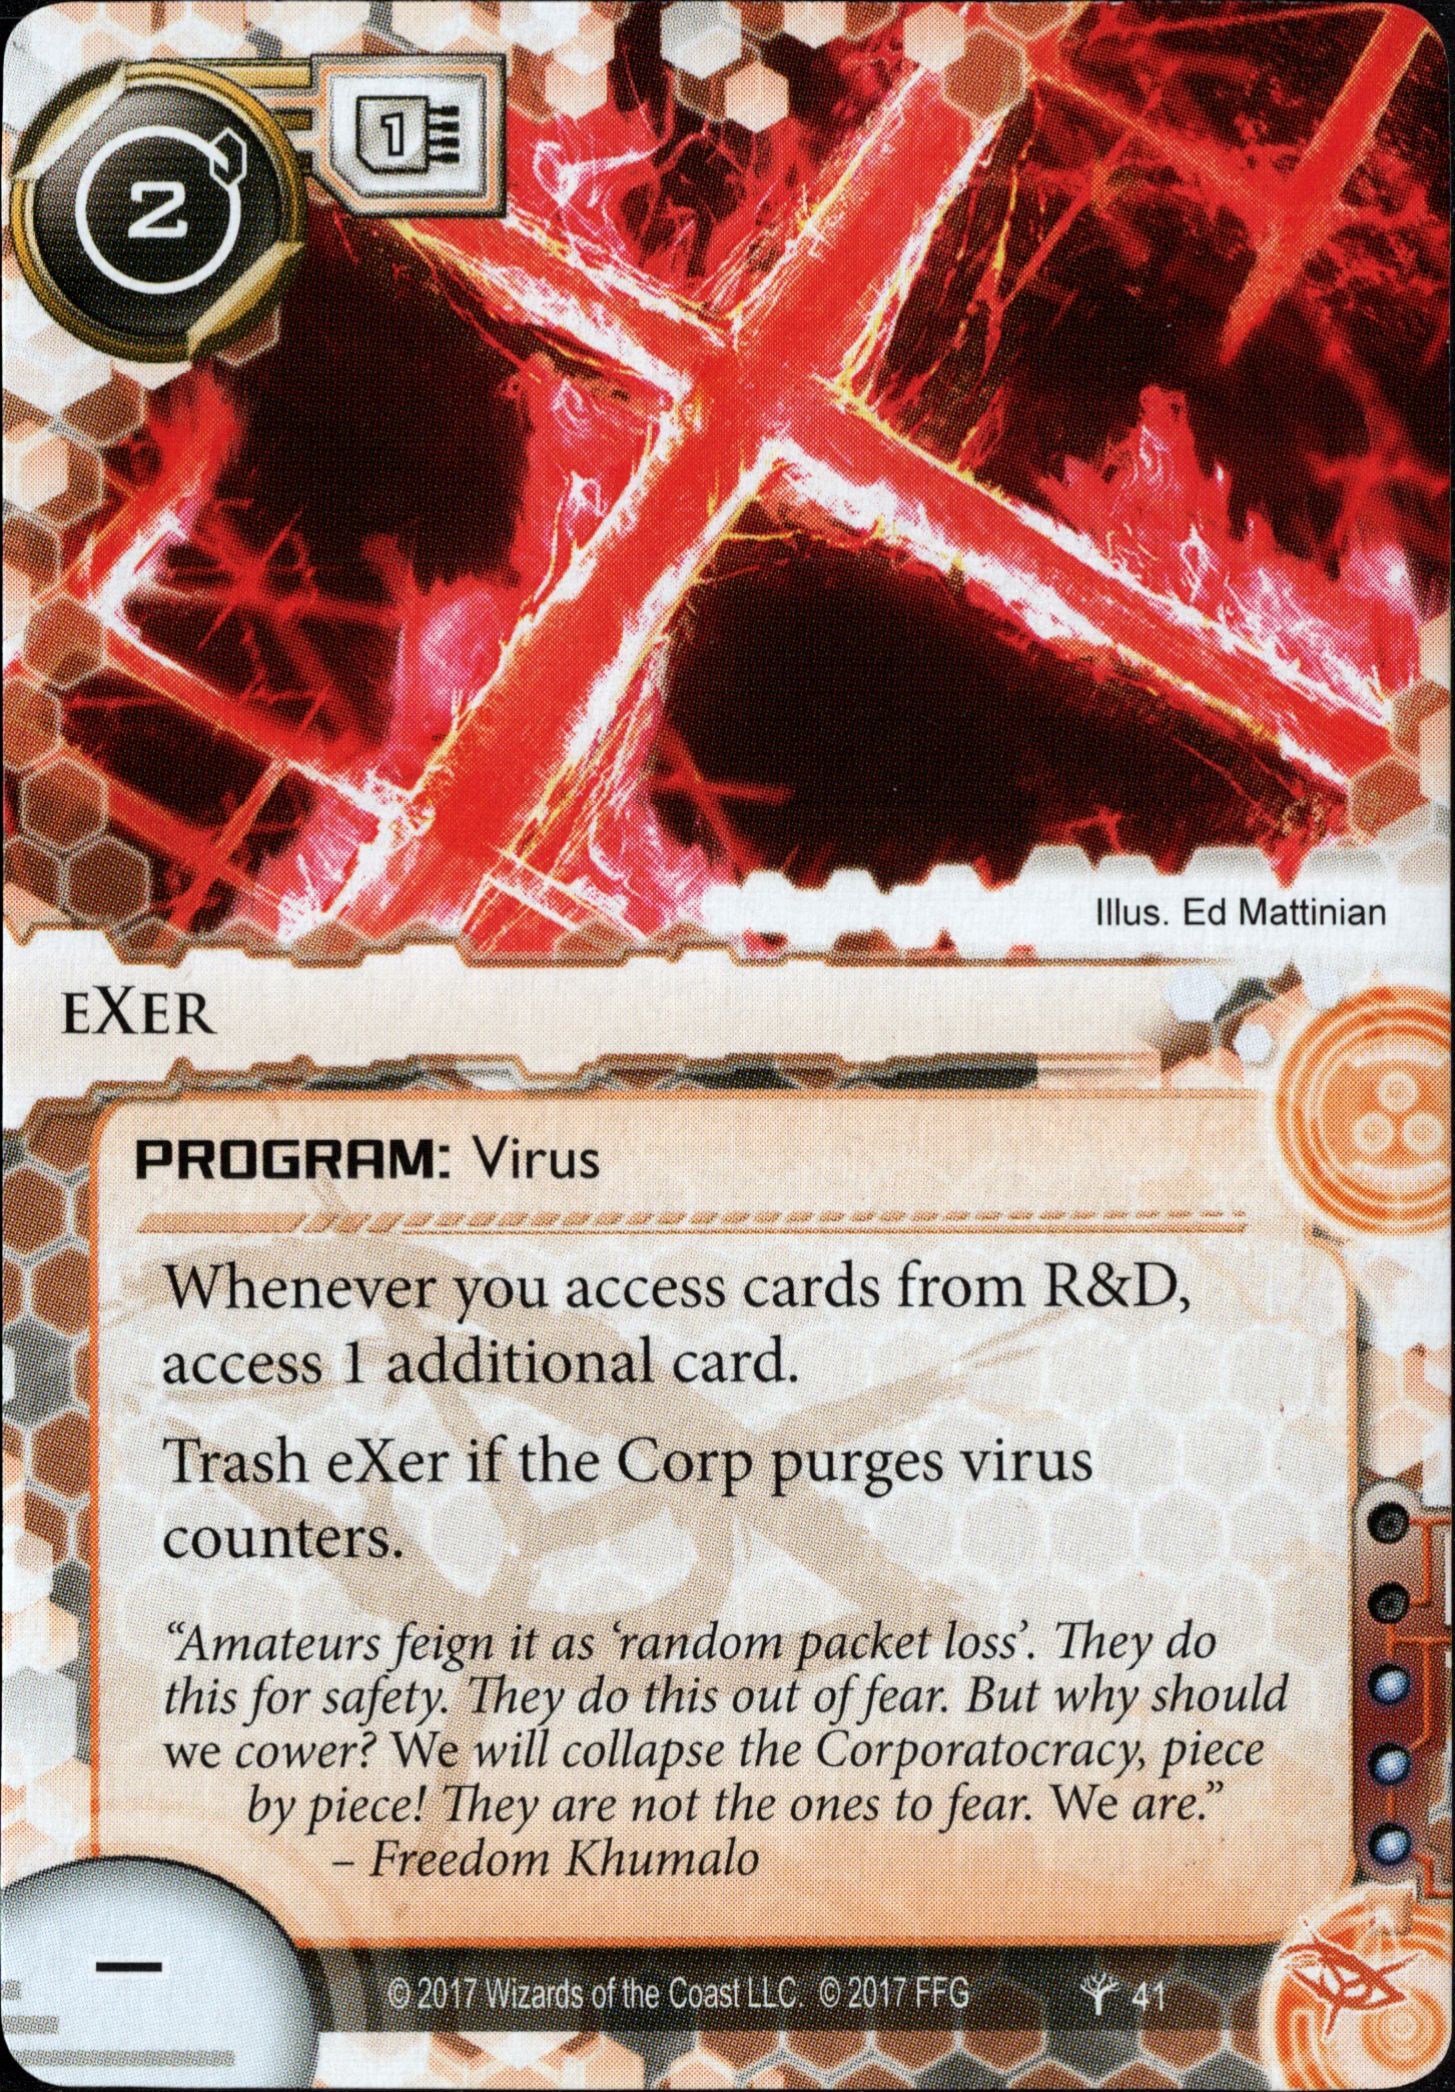 2
1
Illus. Ed Mattinian
eXer
PROGRAM: Virus
Whenever you access cards from R&D,
access 1 additional card.
Trash eXer if the Corp purges virus
counters.
“Amateurs feign it as ‘random packet loss’. They do
this for safety. They do this out of fear. But why should
we cower? We will collapse the Corporatocracy, piece
by piece! They are not the ones to fear. We are.”
– Freedom Khumalo
—
© 2017 Wizards of the Coast LLC. © 2017 FFG 41